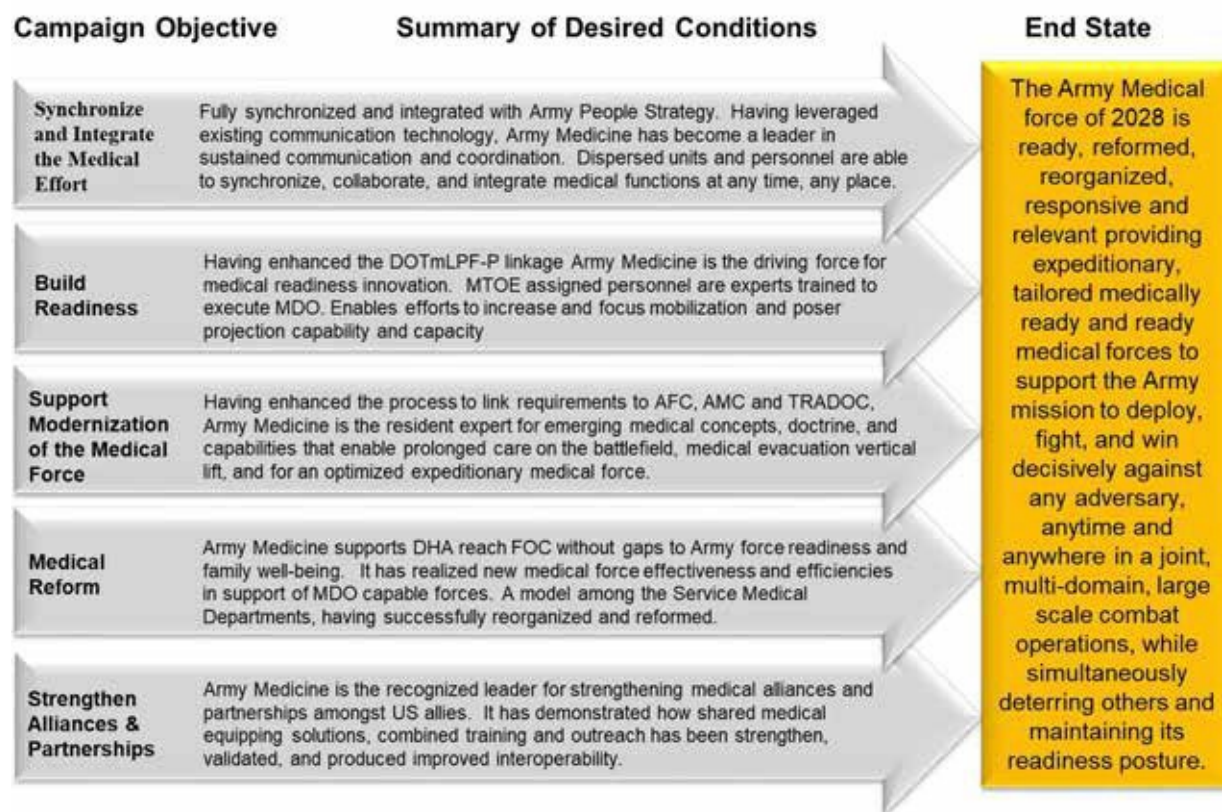 Campaign Objective
Summary of Desired Conditions
End State
Synchronize
and Integrate
the Medical
Effort
Fully synchronized and integrated with Army People Strategy. Having leveraged
existing communication technology, Army Medicine has become a leader in
sustained communication and coordination. Dispersed units and personnel are able
to synchronize, collaborate, and integrate medical functions at any time, any place.
Build
Readiness
Having enhanced the DOTmLPF-P linkage Army Medicine is the driving force for
medical readiness innovation. MTOE assigned personnel are experts trained to
execute MDO. Enables efforts to increase and focus mobilization and poser
projection capability and capacity
Support
Modernization
of the Medical
Force
Having enhanced the process to link requirements to AFC, AMC and TRADOC,
Army Medicine is the resident expert for emerging medical concepts, doctrine, and
capabilities that enable prolonged care on the battlefield, medical evacuation vertical
lift, and for an optimized expeditionary medical force.
Medical
Reform
Army Medicine supports DHA reach FOC without gaps to Army force readiness and
family well-being. It has realized new medical force effectiveness and efficiencies
in support of MDO capable forces. A model among the Service Medical
Departments, having successfully reorganized and reformed.
Strengthen
Alliances &
Partnerships
Army Medicine is the recognized leader for strengthening medical alliances and
partnerships amongst US allies. It has demonstrated how shared medical
equipping solutions, combined training and outreach has been strengthen,
validated, and produced improved interoperability.
The Army Medical
force of 2028 is
ready, reformed,
reorganized,
responsive and
relevant providing
expeditionary,
tailored medically
ready and ready
medical forces to
support the Army
mission to deploy,
fight, and win
decisively against
any adversary,
anytime and
anywhere in a joint,
multi-domain, large
scale combat
operations, while
simultaneously
deterring others and
maintaining its
readiness posture.